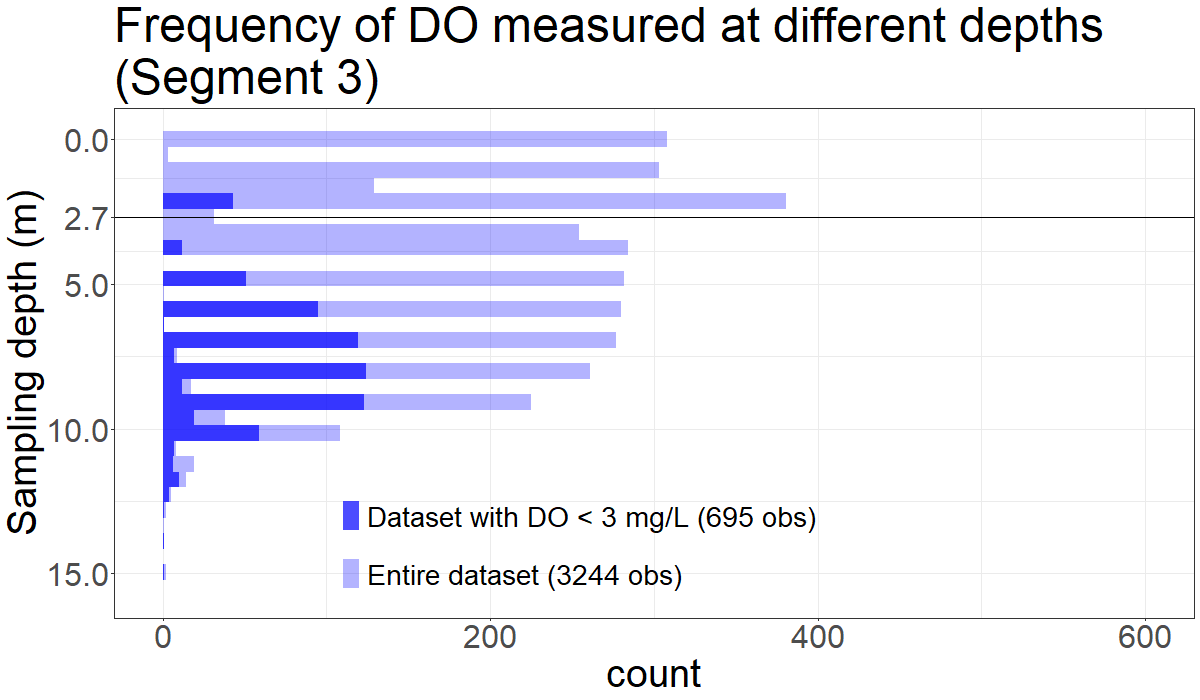 Frequency of DO measured at different depths
(Segment 3)
Sampling depth (m)
0.0
2.7
5.0
10.0
15.0
Dataset with DO < 3 mg/L (695 obs)
Entire dataset (3244 obs)
0 200 400 600
count